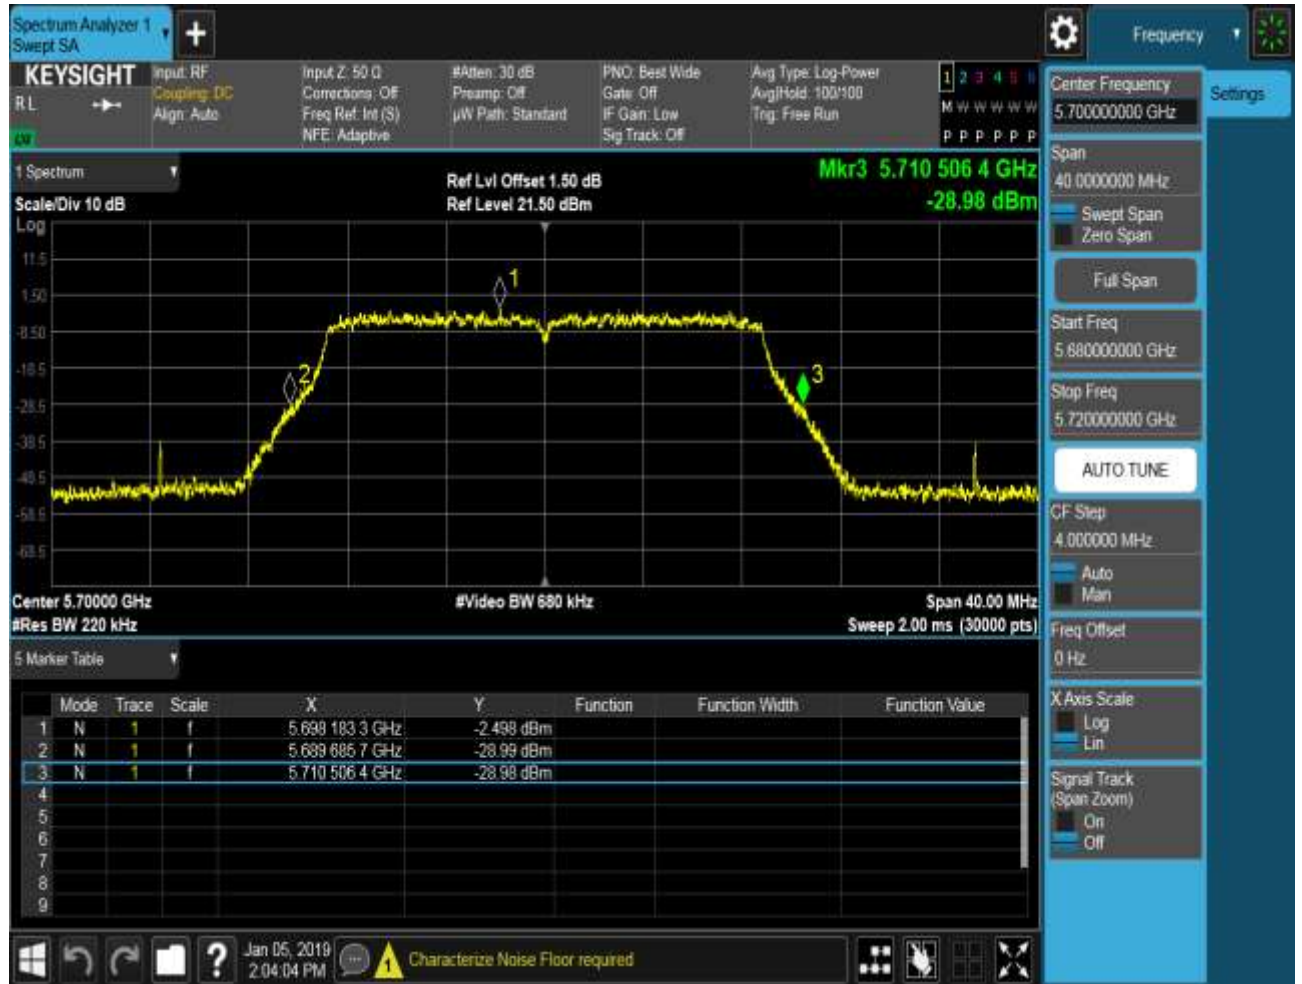 Spectrum Analyzer 1
Swept SA
+
Frequency
KEYSIGHT
R L
Input: RF
Coupling: DC
Align: Auto
Input Z: 50 Ω
Corrections: Off
Freq Ref: Int (S)
NFE: Adaptive
#Atten: 30 dB
Preamp: Off
µW Path: Standard
PNO: Best Wide
Gate: Off
IF Gain: Low
Sig Track: Off
Avg Type: Log-Power
Avg|Hold: 100/100
Trig: Free Run
1 2 3 4 5 6
M W W W W W
P P P P P P
1 Spectrum
Scale/Div 10 dB
Ref Lvl Offset 1.50 dB
Ref Level 21.50 dBm
Mkr3 5.710 506 4 GHz
-28.98 dBm
Log
11.5
1.50
-8.50
-18.5
-28.5
-38.5
-48.5
-58.5
-68.5
1
2
3
Center 5.70000 GHz
#Res BW 220 kHz
#Video BW 680 kHz
Span 40.00 MHz
Sweep 2.00 ms (30000 pts)
5 Marker Table
Mode Trace Scale X Y Function Function Width Function Value
1 N 1 f 5.698 183 3 GHz -2.498 dBm
2 N 1 f 5.689 685 7 GHz -28.99 dBm
3 N 1 f 5.710 506 4 GHz -28.98 dBm
4
5
6
7
8
9
Jan 05, 2019
2:04:04 PM
Characterize Noise Floor required
Settings
Center Frequency
5.700000000 GHz
Span
40.0000000 MHz
Swept Span
Zero Span
Full Span
Start Freq
5.680000000 GHz
Stop Freq
5.720000000 GHz
AUTO TUNE
CF Step
4.000000 MHz
Auto
Man
Freq Offset
0 Hz
X Axis Scale
Log
Lin
Signal Track
(Span Zoom)
On
Off